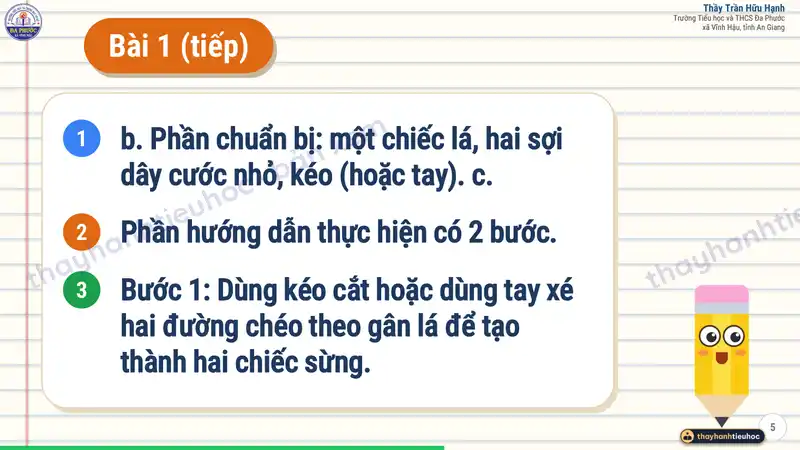 Thầy Trần Hữu Hạnh
Trường Tiểu học và THCS Đa Phước
xã Vĩnh Hậu, tỉnh An Giang
ĐA PHƯỚC
Bài 1 (tiếp)
1
b. Phần chuẩn bị: một chiếc lá, hai sợi
dây cước nhỏ, kéo (hoặc tay). c.
2
Phần hướng dẫn thực hiện có 2 bước.
3
Bước 1: Dùng kéo cắt hoặc dùng tay xé
hai đường chéo theo gân lá để tạo
thành hai chiếc sừng.
thayhanhtieuhoc
5